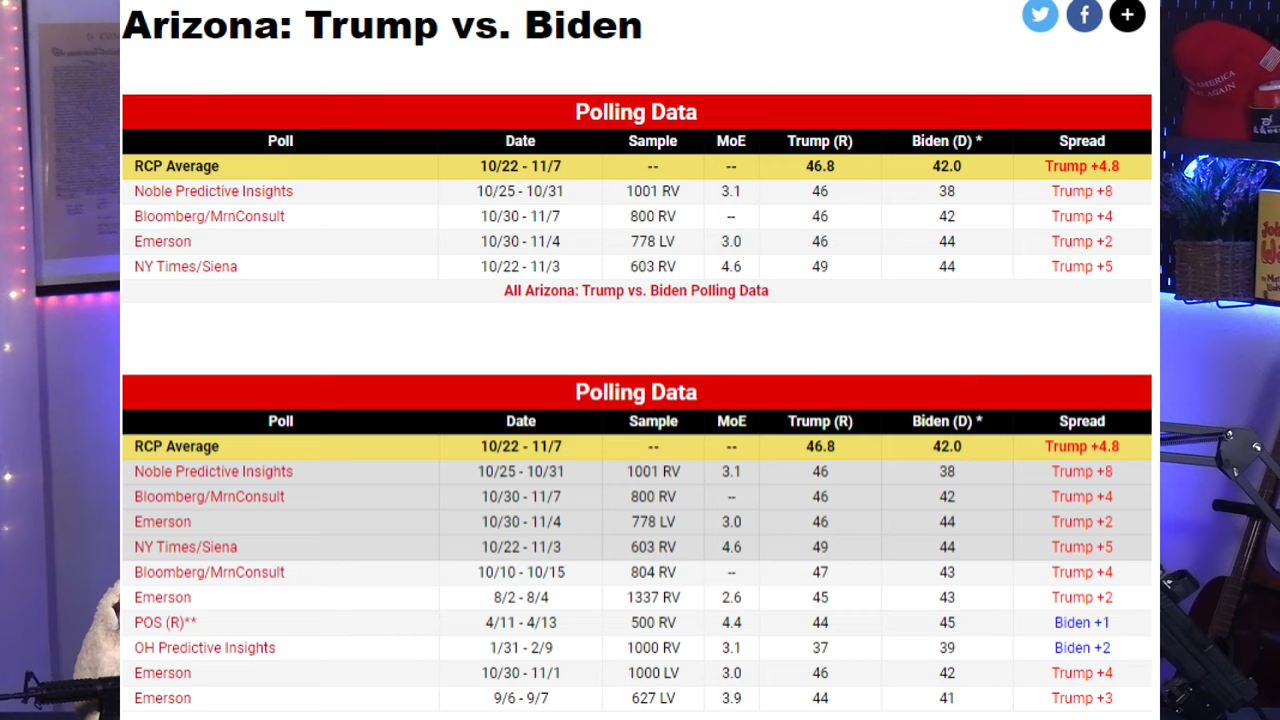 Arizona: Trump vs. Biden
Polling Data
Poll Date Sample MoE Trump (R) Biden (D) * Spread
RCP Average 10/22 - 11/7 -- -- 46.8 42.0 Trump +4.8
Noble Predictive Insights 10/25 - 10/31 1001 RV 3.1 46 38 Trump +8
Bloomberg/MrnConsult 10/30 - 11/7 800 RV -- 46 42 Trump +4
Emerson 10/30 - 11/4 778 LV 3.0 46 44 Trump +2
NY Times/Siena 10/22 - 11/3 603 RV 4.6 49 44 Trump +5
All Arizona: Trump vs. Biden Polling Data
Polling Data
Poll Date Sample MoE Trump (R) Biden (D) * Spread
RCP Average 10/22 - 11/7 -- -- 46.8 42.0 Trump +4.8
Noble Predictive Insights 10/25 - 10/31 1001 RV 3.1 46 38 Trump +8
Bloomberg/MrnConsult 10/30 - 11/7 800 RV -- 46 42 Trump +4
Emerson 10/30 - 11/4 778 LV 3.0 46 44 Trump +2
NY Times/Siena 10/22 - 11/3 603 RV 4.6 49 44 Trump +5
Bloomberg/MrnConsult 10/10 - 10/15 804 RV -- 47 43 Trump +4
Emerson 8/2 - 8/4 1337 RV 2.6 45 43 Trump +2
POS (R)** 4/11 - 4/13 500 RV 4.4 44 45 Biden +1
OH Predictive Insights 1/31 - 2/9 1000 RV 3.1 37 39 Biden +2
Emerson 10/30 - 11/1 1000 LV 3.0 46 42 Trump +4
Emerson 9/6 - 9/7 627 LV 3.9 44 41 Trump +3
AMERICA
AGAIN